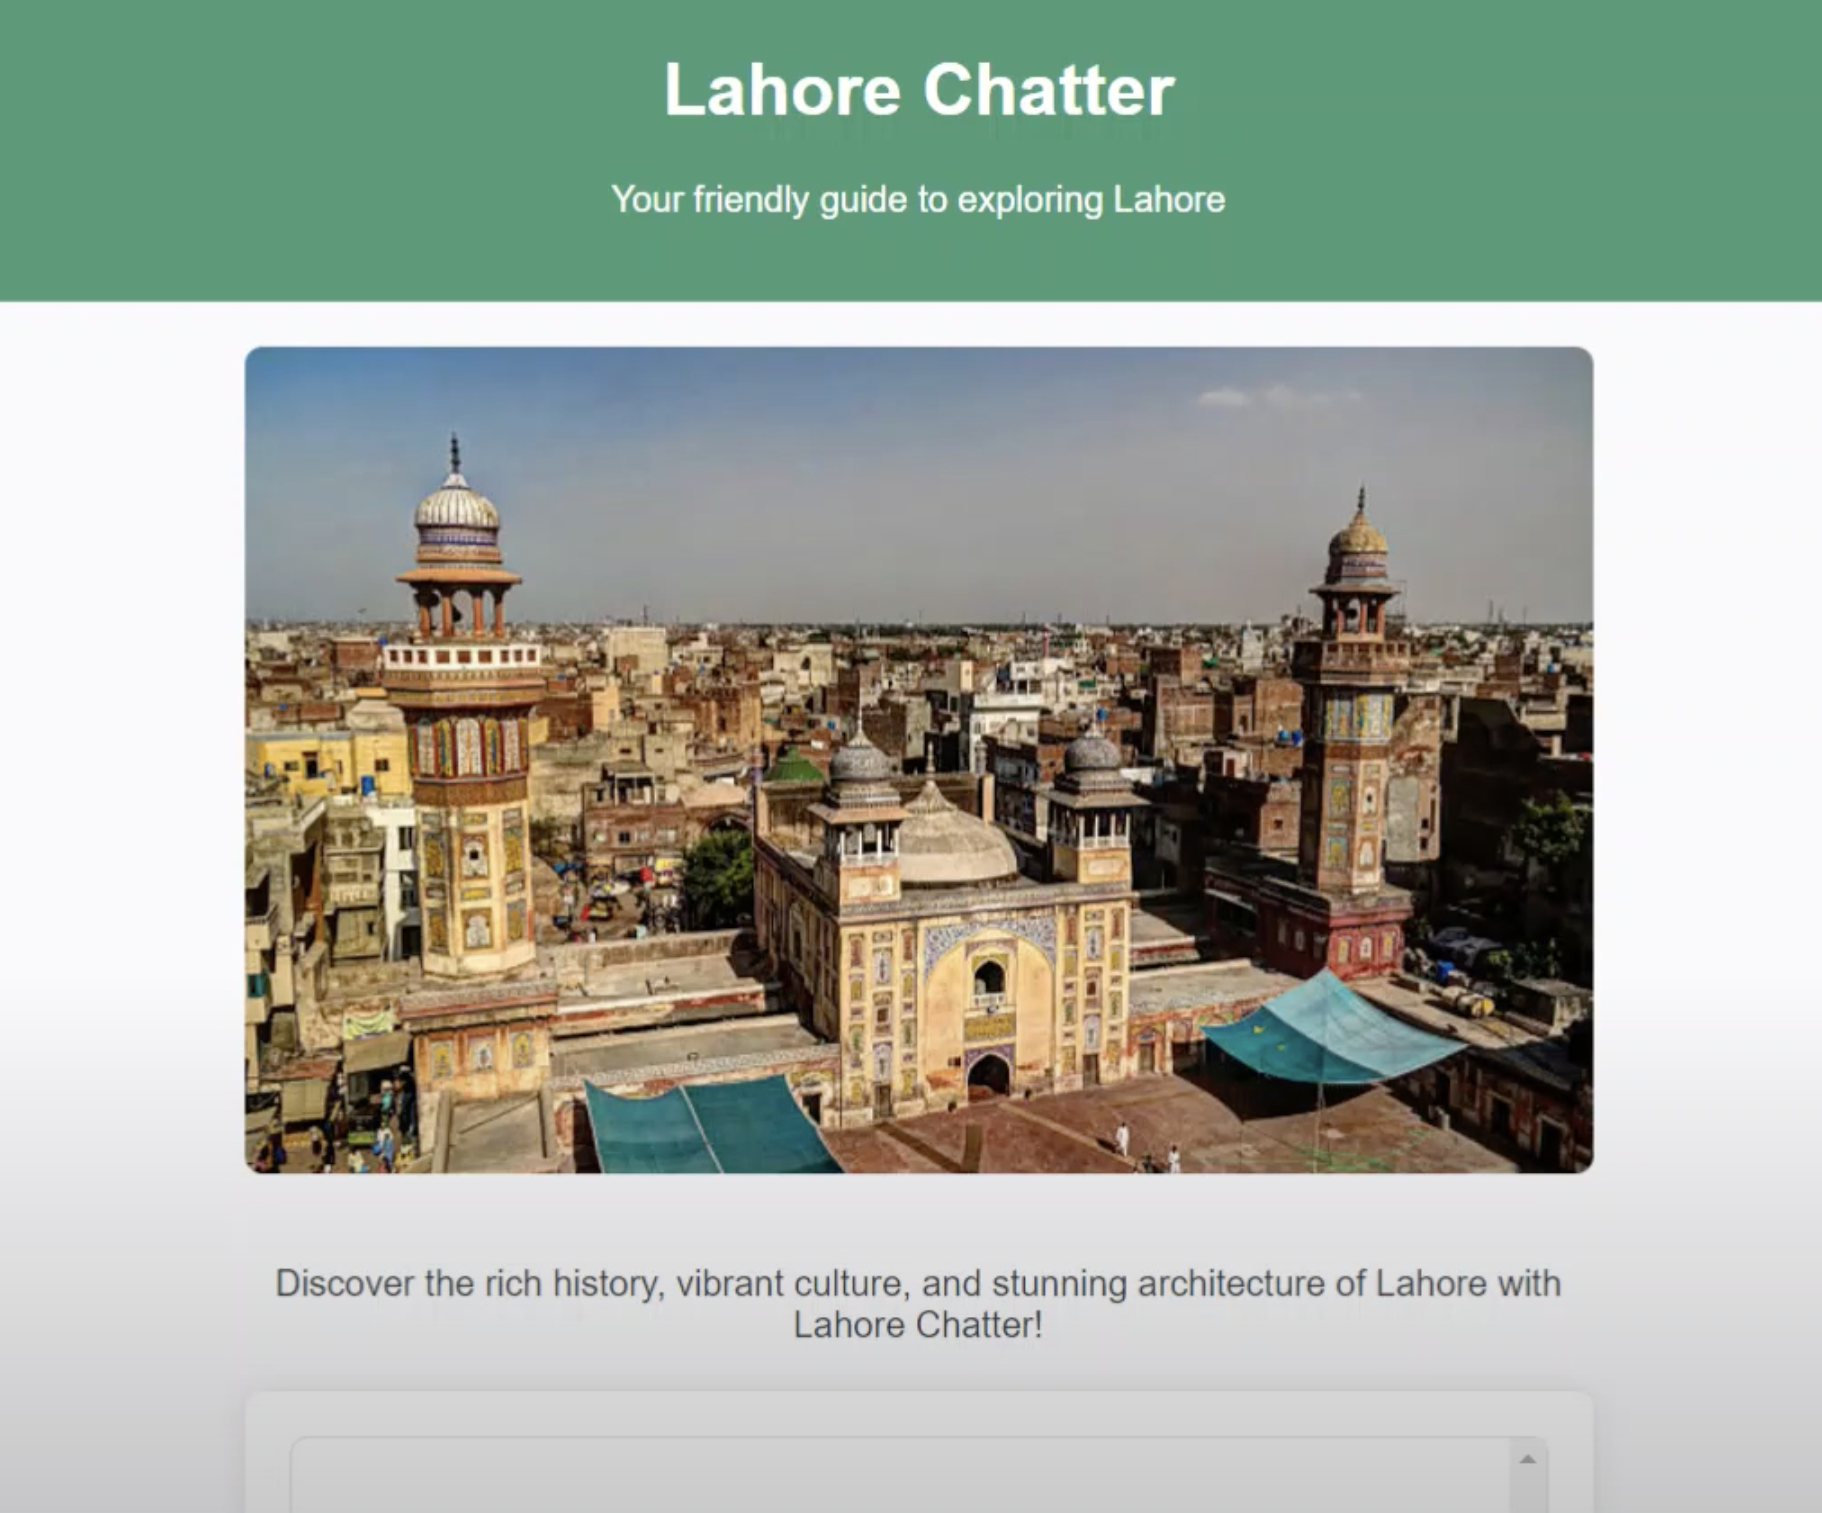 Lahore Chatter
Your friendly guide to exploring Lahore
Discover the rich history, vibrant culture, and stunning architecture of Lahore with
Lahore Chatter!